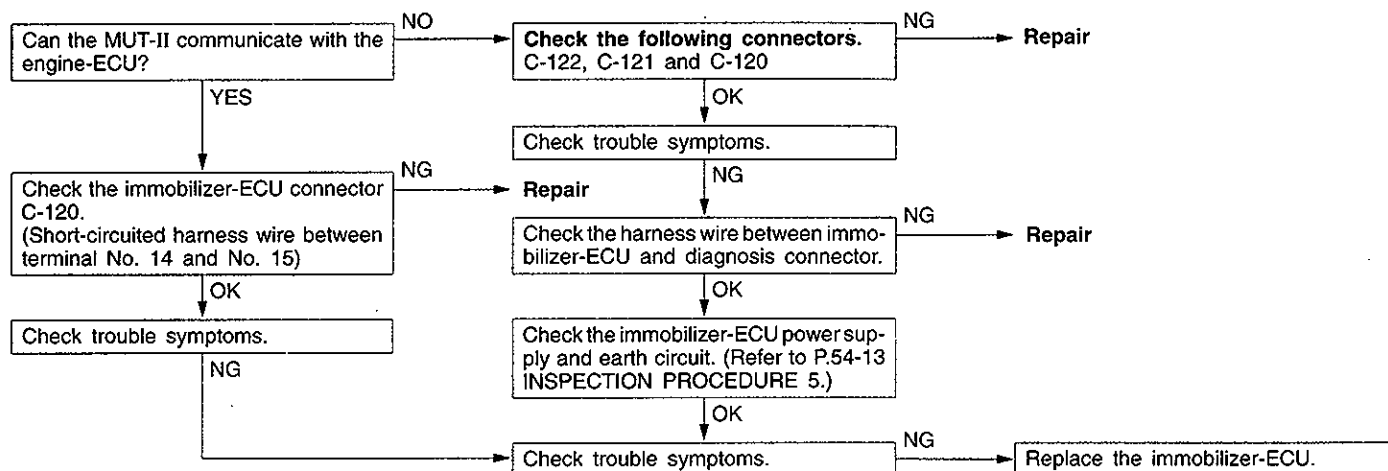 Can the MUT-II communicate with the
engine-ECU?
NO
Check the following connectors.
C-122, C-121 and C-120
NG
Repair
YES
OK
Check trouble symptoms.
NG
Check the immobilizer-ECU connector
C-120.
(Short-circuited harness wire between
terminal No. 14 and No. 15)
NG
Repair
Check the harness wire between immo-
bilizer-ECU and diagnosis connector.
NG
Repair
OK
OK
Check trouble symptoms.
Check the immobilizer-ECU power sup-
ply and earth circuit. (Refer to P.54-13
INSPECTION PROCEDURE 5.)
NG
OK
Check trouble symptoms.
NG
Replace the immobilizer-ECU.